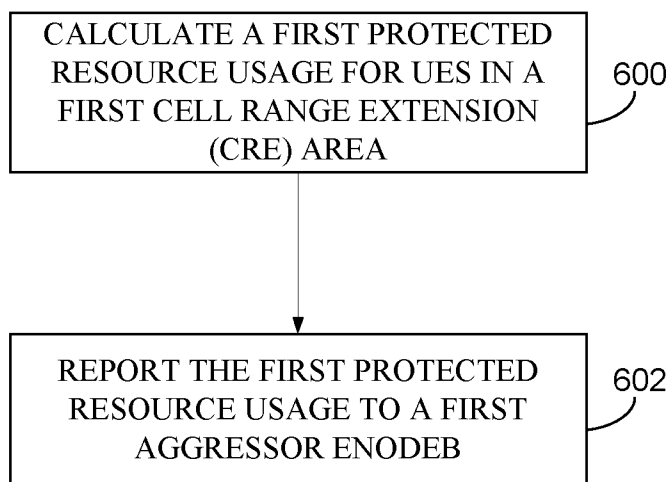 CALCULATE A FIRST PROTECTED
RESOURCE USAGE FOR UES IN A
FIRST CELL RANGE EXTENSION
(CRE) AREA
600
REPORT THE FIRST PROTECTED
RESOURCE USAGE TO A FIRST
AGGRESSOR ENODEB
602